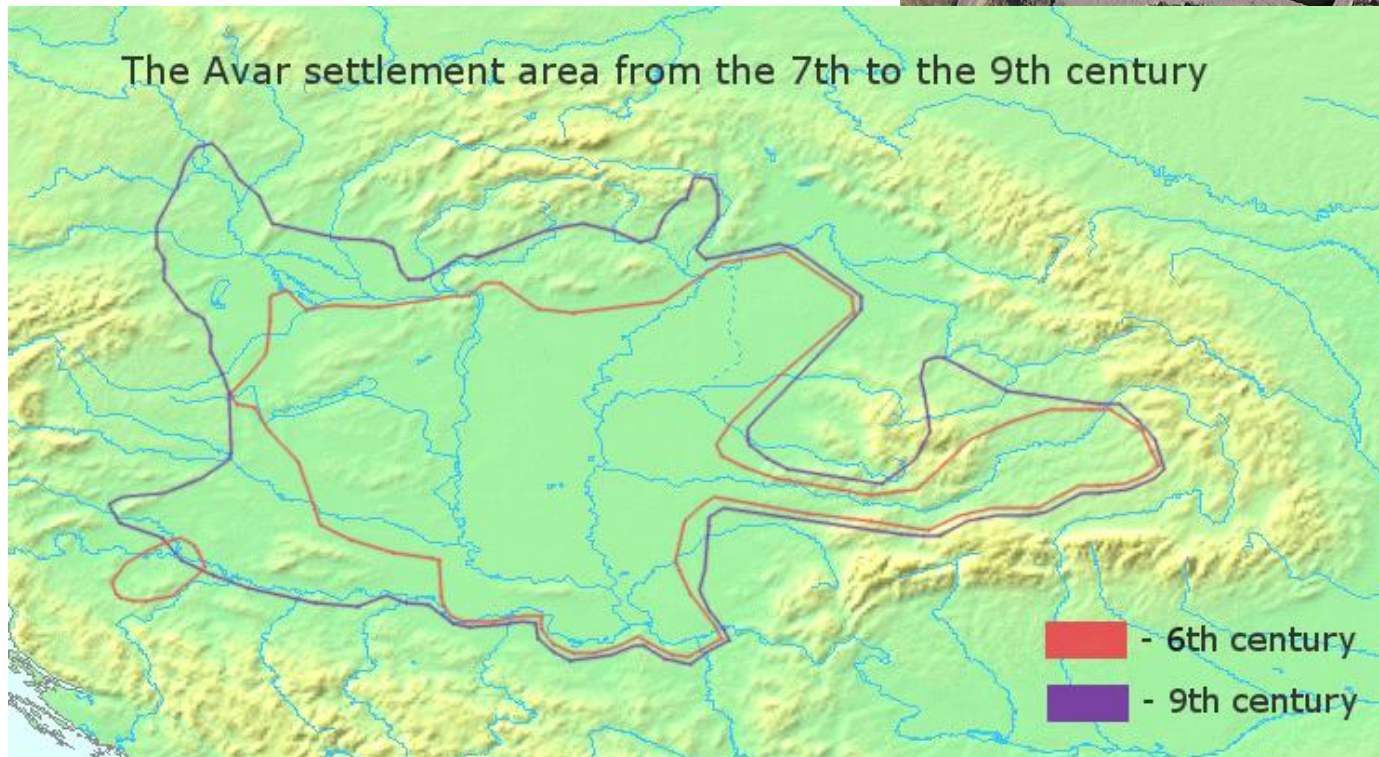 The Avar settlement area from the 7th to the 9th century
- 6th century
- 9th century